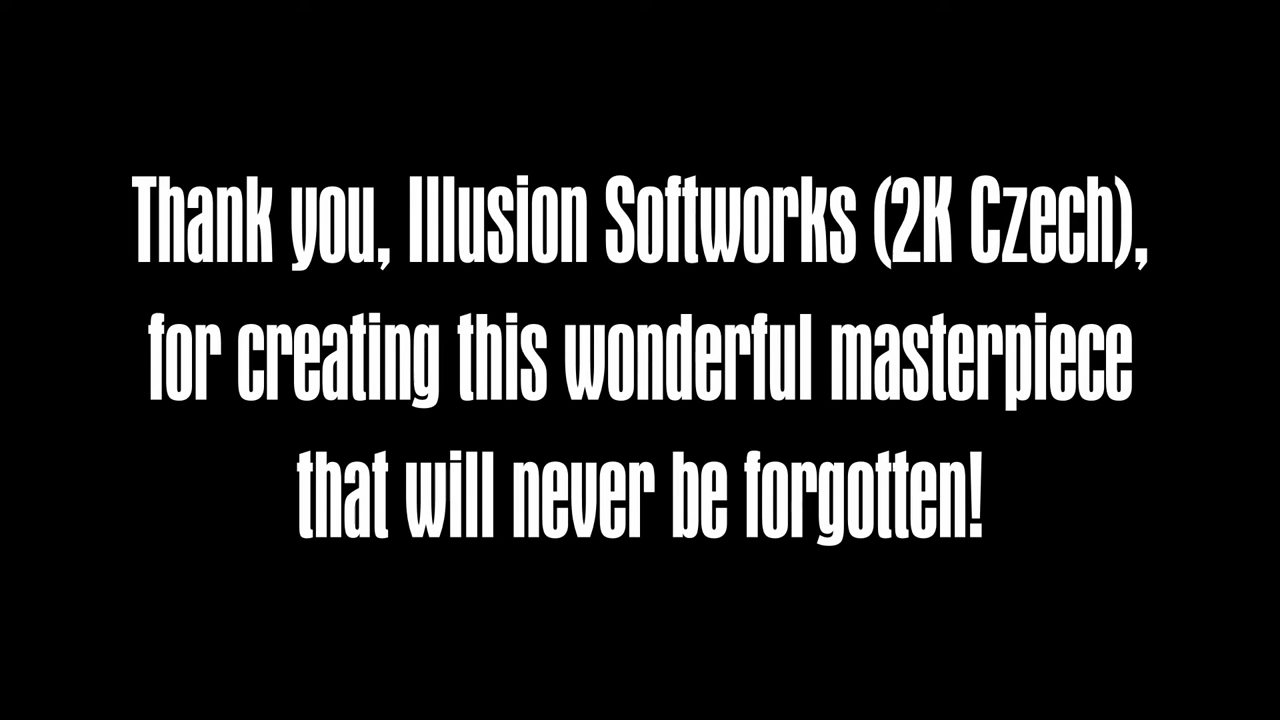 Thank you, Illusion Softworks (2K Czech),
for creating this wonderful masterpiece
that will never be forgotten!